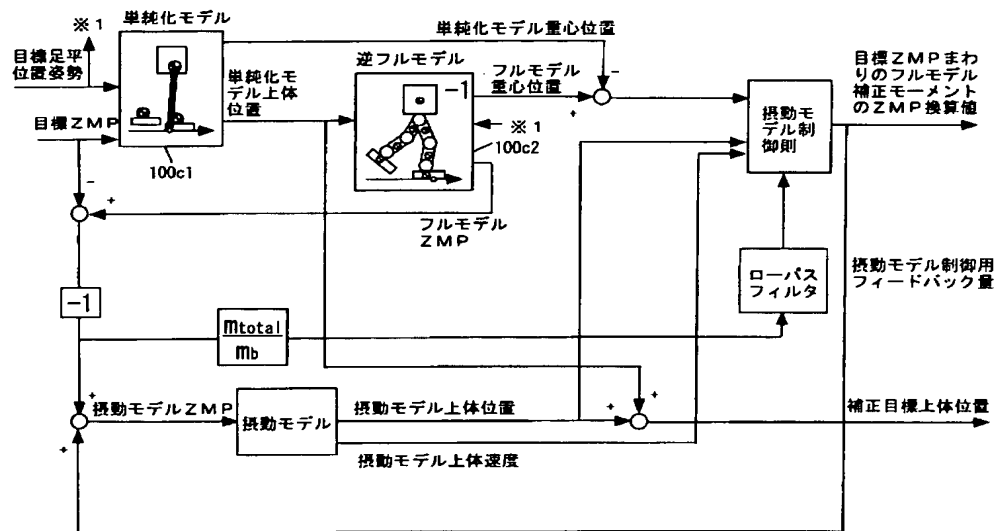 ※１
単純化モデル
単純化モデル重心位置
目標足平
位置姿勢
目標ＺＭＰ
100c1
単純化モ
デル上体
位置
逆フルモデル
-1
100c2
フルモデル
重心位置
※１
フルモデル
ＺＭＰ
摂動モ
デル制
御則
目標ＺＭＰまわ
りのフルモデル
補正モーメント
のＺＭＰ換算値
-
+
-
+
-1
mtotal
mb
ローパス
フィルタ
摂動モデル制御用
フィードバック量
+
+
摂動モデルＺＭＰ
摂動モデル
摂動モデル上体位置
摂動モデル上体速度
+
+
補正目標上体位置